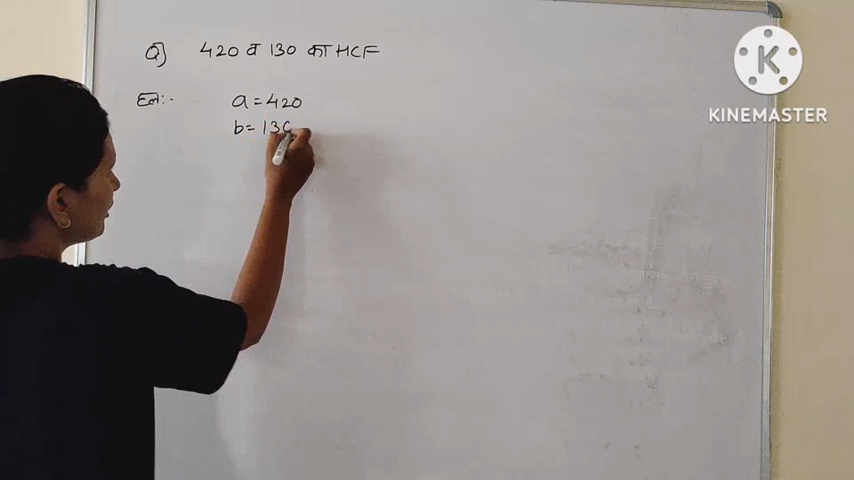 Q) 420 व 130 का HCF
हल:- a = 420
b = 130
KINEMASTER